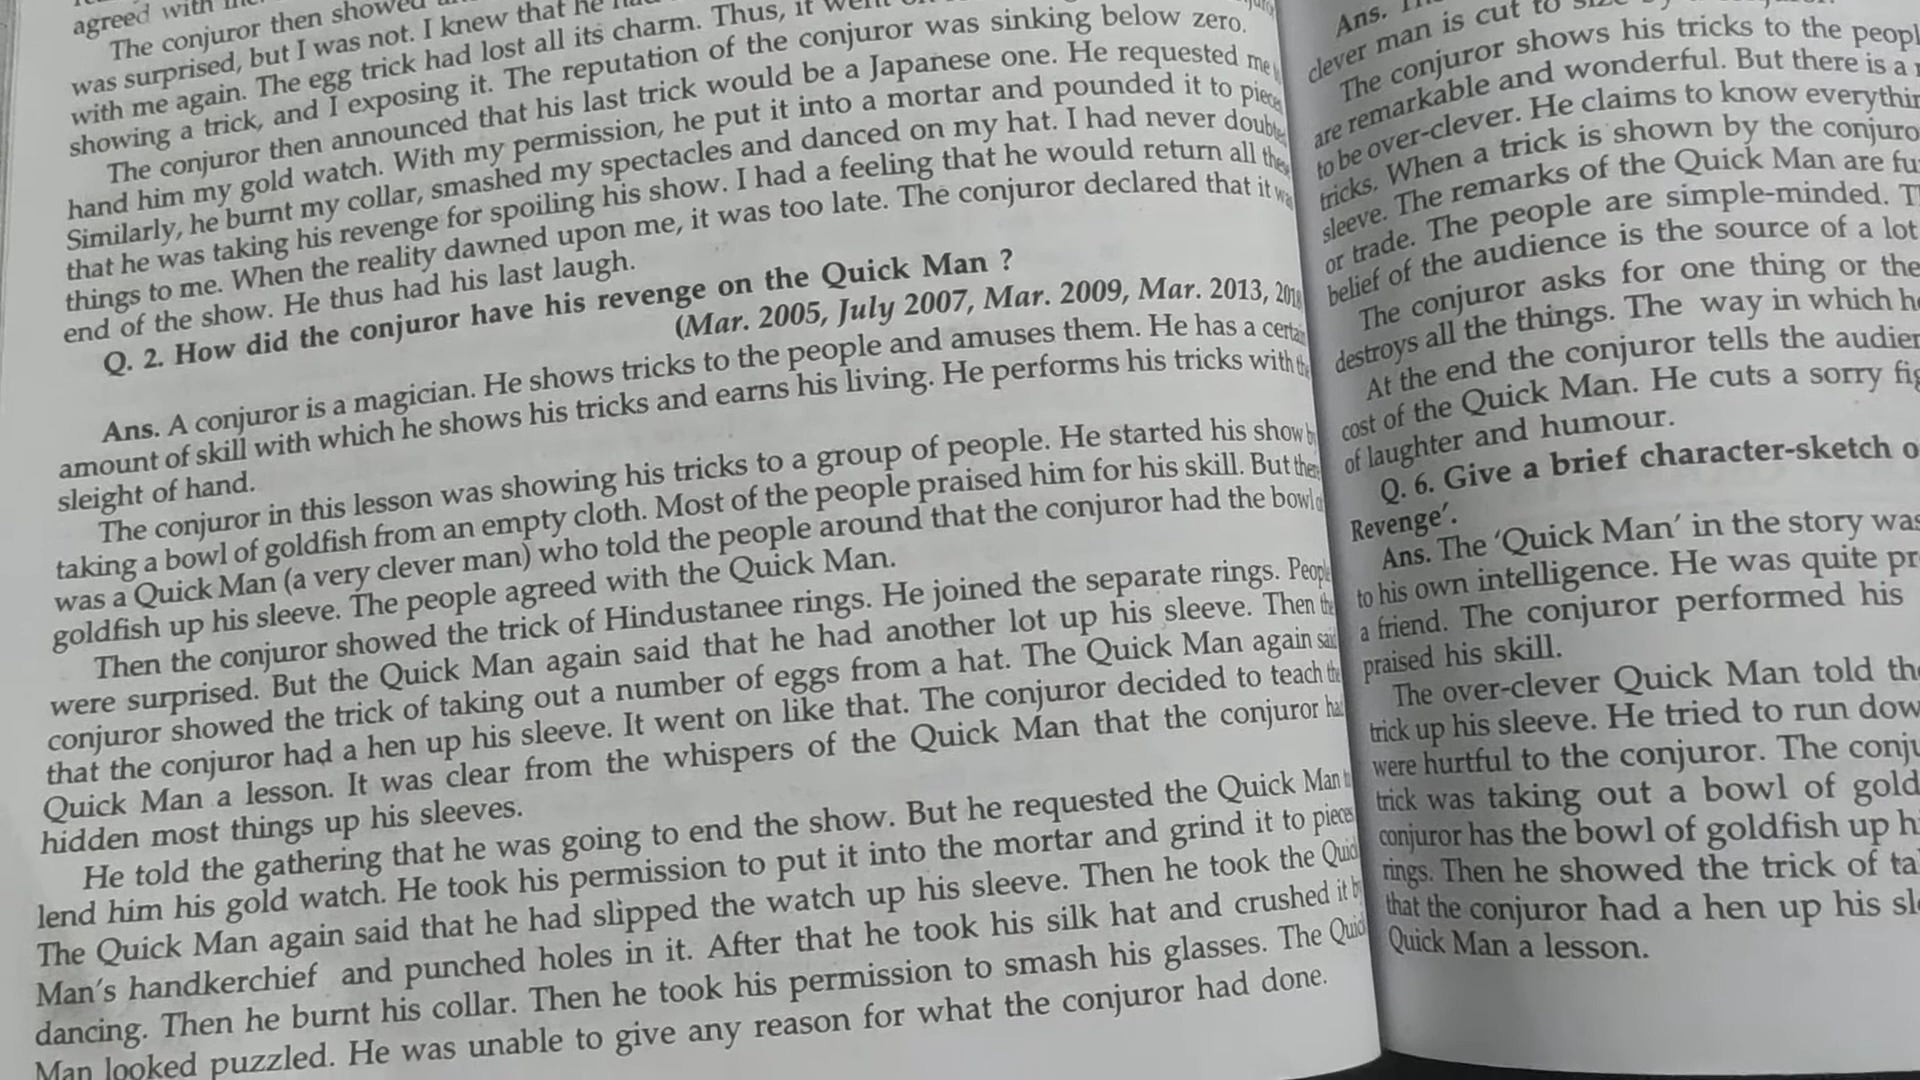 agreed with
The conjuror then showed
was surprised, but I was not. I knew that he
with me again. The egg trick had lost all its charm. Thus, it went
showing a trick, and I exposing it. The reputation of the conjuror was sinking below zero.
The conjuror then announced that his last trick would be a Japanese one. He requested me
hand him my gold watch. With my permission, he put it into a mortar and pounded it to pieces
Similarly, he burnt my collar, smashed my spectacles and danced on my hat. I had never doubted
that he was taking his revenge for spoiling his show. I had a feeling that he would return all these
things to me. When the reality dawned upon me, it was too late. The conjuror declared that it was
end of the show. He thus had his last laugh.
Q. 2. How did the conjuror have his revenge on the Quick Man ?
(Mar. 2005, July 2007, Mar. 2009, Mar. 2013,
Ans. A conjuror is a magician. He shows tricks to the people and amuses them. He has a certain
amount of skill with which he shows his tricks and earns his living. He performs his tricks with the
sleight of hand.
The conjuror in this lesson was showing his tricks to a group of people. He started his show by
taking a bowl of goldfish from an empty cloth. Most of the people praised him for his skill. But there
was a Quick Man (a very clever man) who told the people around that the conjuror had the bowl of
goldfish up his sleeve. The people agreed with the Quick Man.
Then the conjuror showed the trick of Hindustanee rings. He joined the separate rings. People
were surprised. But the Quick Man again said that he had another lot up his sleeve. Then the
conjuror showed the trick of taking out a number of eggs from a hat. The Quick Man again said
that the conjuror had a hen up his sleeve. It went on like that. The conjuror decided to teach the
Quick Man a lesson. It was clear from the whispers of the Quick Man that the conjuror had
hidden most things up his sleeves.
He told the gathering that he was going to end the show. But he requested the Quick Man to
lend him his gold watch. He took his permission to put it into the mortar and grind it to pieces
The Quick Man again said that he had slipped the watch up his sleeve. Then he took the Quick
Man's handkerchief and punched holes in it. After that he took his silk hat and crushed it by
dancing. Then he burnt his collar. Then he took his permission to smash his glasses. The Quick
Man looked puzzled. He was unable to give any reason for what the conjuror had done.
Ans.
clever man is cut to size by a
The conjuror shows his tricks to the peopl
are remarkable and wonderful. But there is a
to be over-clever. He claims to know everythin
tricks. When a trick is shown by the conjuro
sleeve. The remarks of the Quick Man are fu
or trade. The people are simple-minded. T
belief of the audience is the source of a lot
The conjuror asks for one thing or the
destroys all the things. The way in which h
At the end the conjuror tells the audien
cost of the Quick Man. He cuts a sorry fig
of laughter and humour.
Q. 6. Give a brief character-sketch o
Revenge'.
Ans. The 'Quick Man' in the story was
to his own intelligence. He was quite pr
a friend. The conjuror performed his
praised his skill.
The over-clever Quick Man told the
trick up his sleeve. He tried to run dow
were hurtful to the conjuror. The conju
trick was taking out a bowl of gold
conjuror has the bowl of goldfish up hi
rings. Then he showed the trick of ta
that the conjuror had a hen up his sle
Quick Man a lesson.